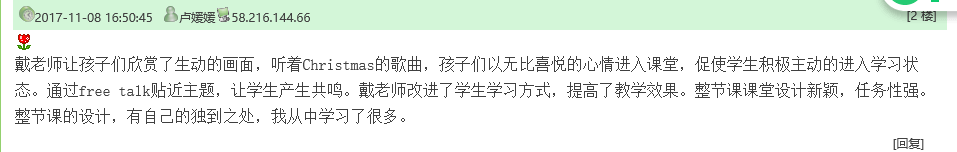 2017-11-08 16:50:45 卢媛媛 58.216.144.66 [2 楼]
戴老师让孩子们欣赏了生动的画面，听着Christmas的歌曲，孩子们以无比喜悦的心情进入课堂，促使学生积极主动的进入学习状
态。通过free talk贴近主题，让学生产生共鸣。戴老师改进了学生学习方式，提高了教学效果。整节课课堂设计新颖，任务性强。
整节课的设计，有自己的独到之处，我从中学习了很多。
[回复]